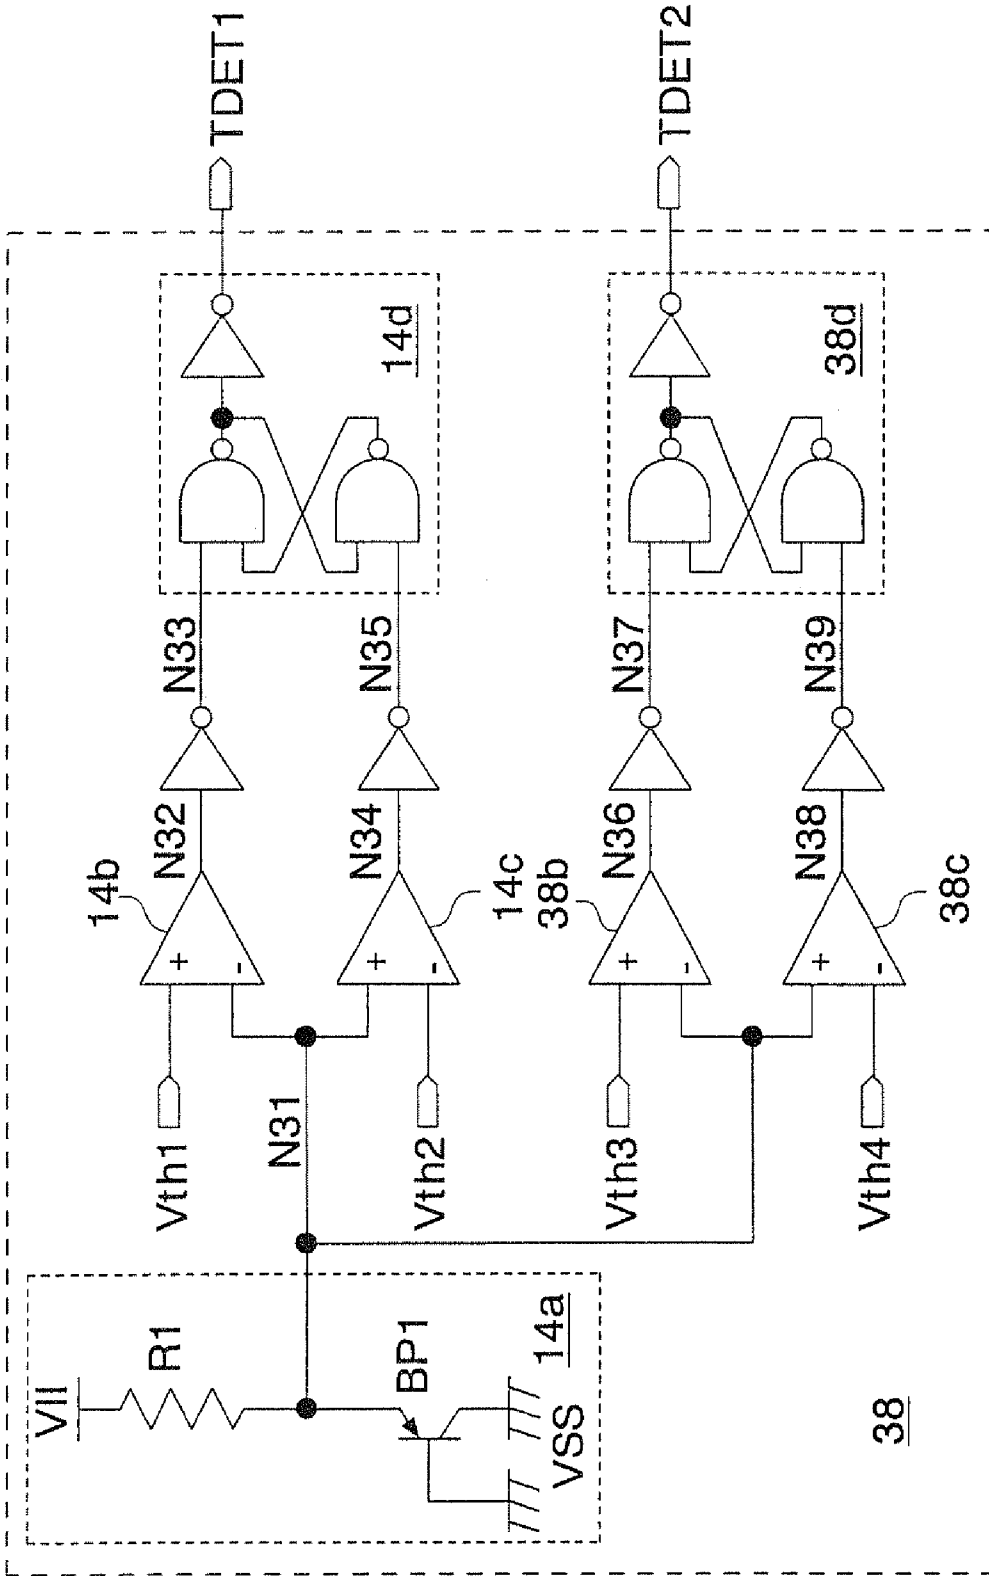 VII
R1
BP1
VSS
14a
N31
Vth1
Vth2
Vth3
Vth4
14b
+
-
N32
N33
14c
+
-
N34
N35
14d
TDET1
38b
+
-
N36
N37
38c
+
-
N38
N39
38d
TDET2
38